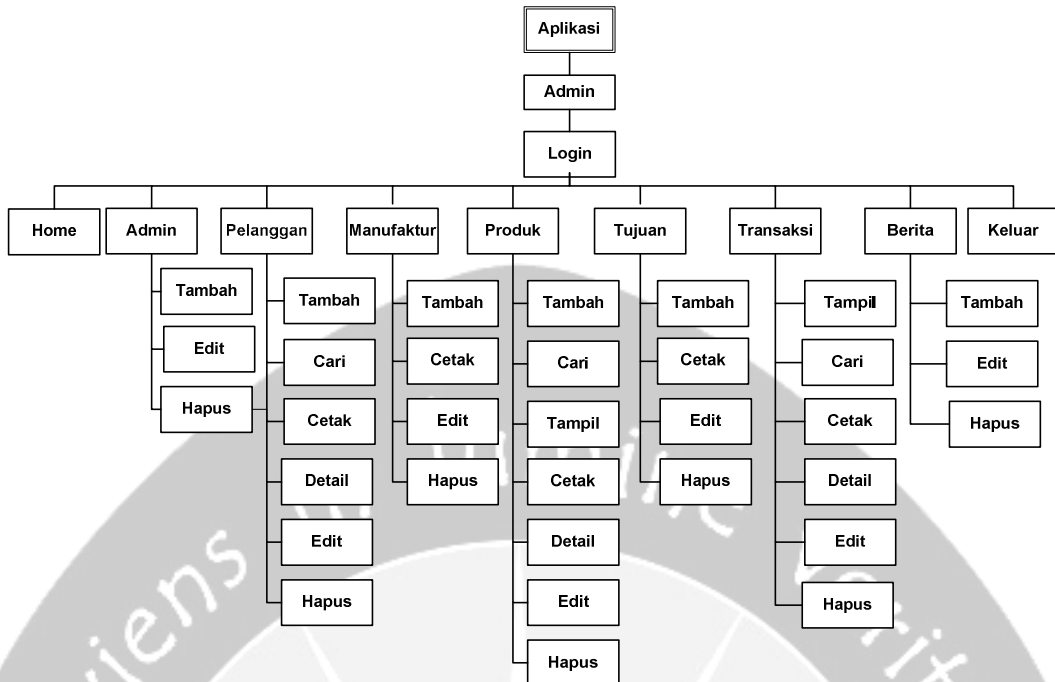 Aplikasi
Admin
Login
Home
Admin
Pelanggan
Manufaktur
Produk
Tujuan
Transaksi
Berita
Keluar
Tambah
Edit
Hapus
Tambah
Cari
Cetak
Detail
Edit
Hapus
Tambah
Cetak
Edit
Hapus
Tambah
Cari
Tampil
Cetak
Detail
Edit
Hapus
Tambah
Cetak
Edit
Hapus
Tampil
Cari
Cetak
Detail
Edit
Hapus
Tambah
Edit
Hapus